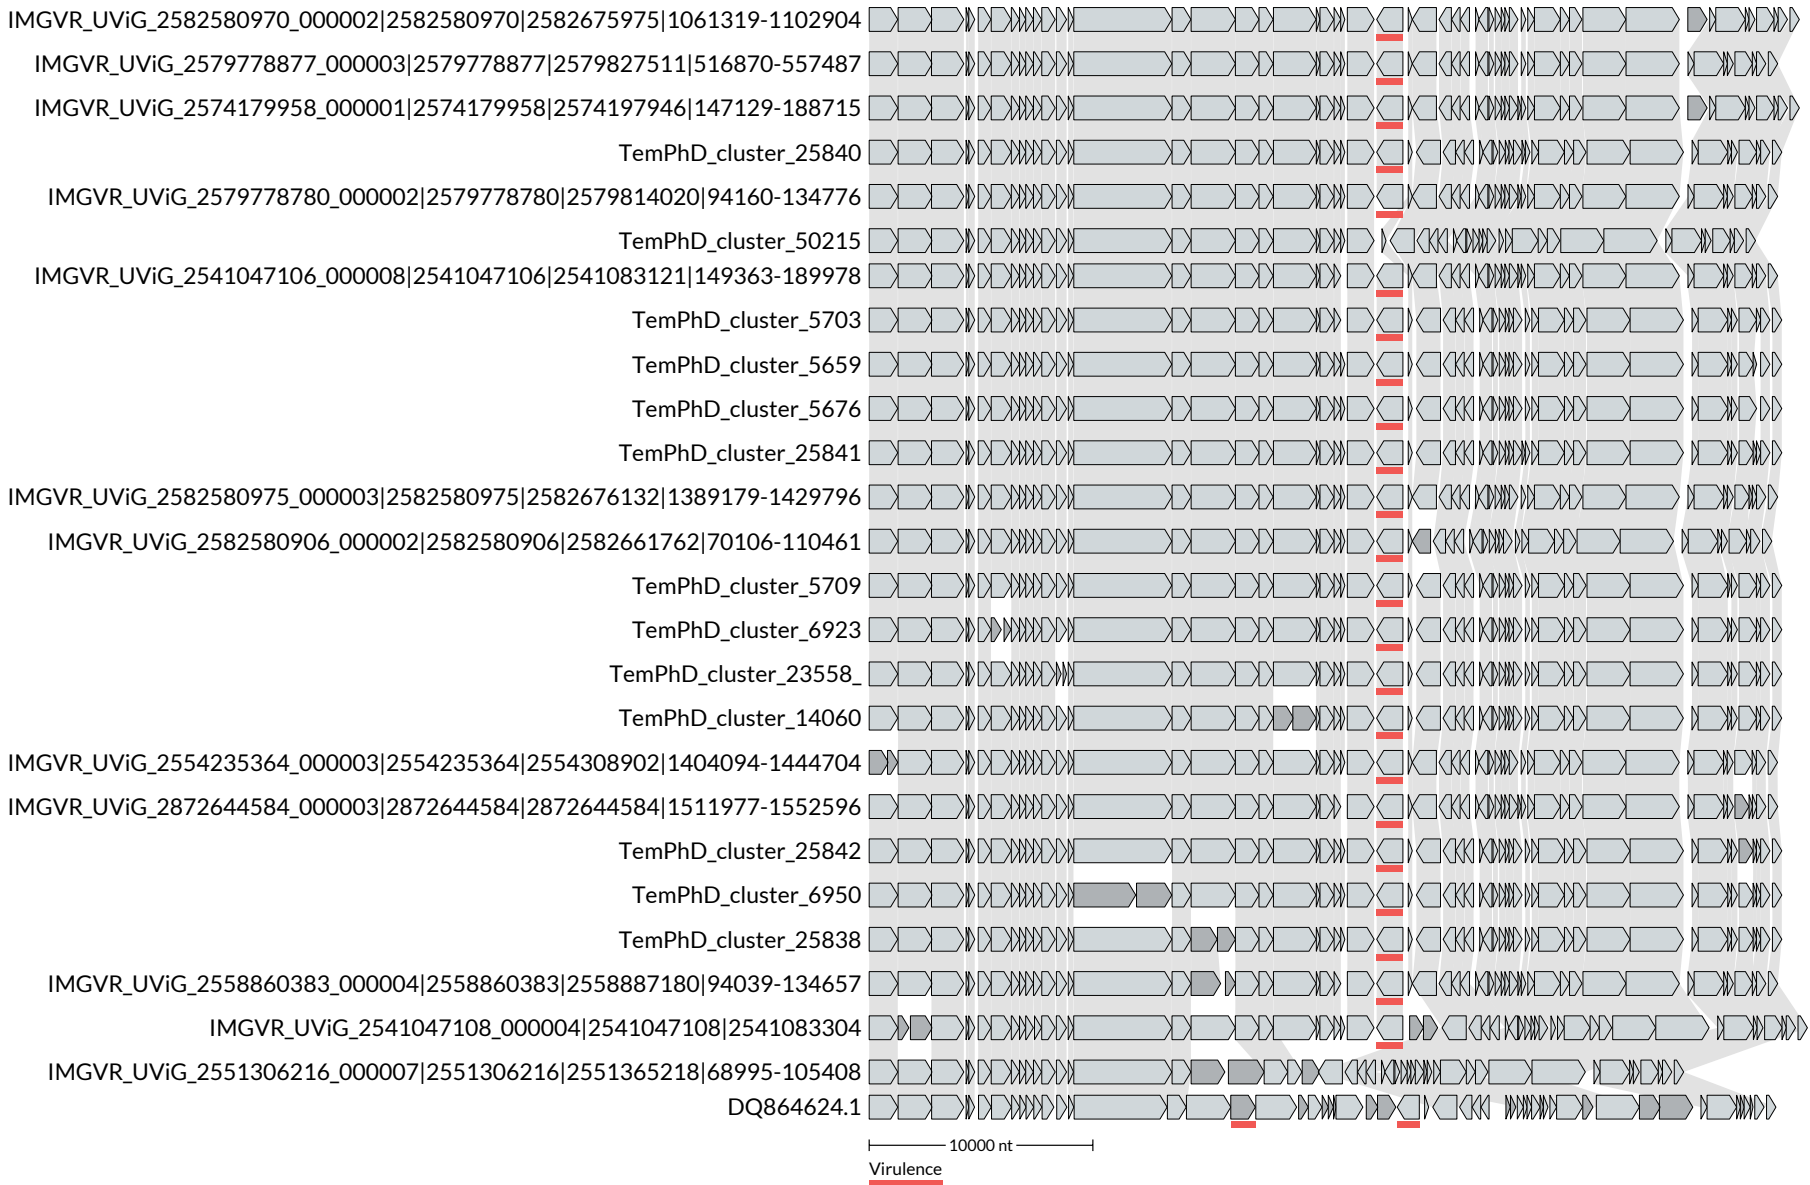 IMGVR_UViG_2582580970_000002|2582580970|2582675975|1061319-1102904
IMGVR_UViG_2579778877_000003|2579778877|2579827511|516870-557487
IMGVR_UViG_2574179958_000001|2574179958|2574197946|147129-188715
TemPhD_cluster_25840
IMGVR_UViG_2579778780_000002|2579778780|2579814020|94160-134776
TemPhD_cluster_50215
IMGVR_UViG_2541047106_000008|2541047106|2541083121|149363-189978
TemPhD_cluster_5703
TemPhD_cluster_5659
TemPhD_cluster_5676
TemPhD_cluster_25841
IMGVR_UViG_2582580975_000003|2582580975|2582676132|1389179-1429796
IMGVR_UViG_2582580906_000002|2582580906|2582661762|70106-110461
TemPhD_cluster_5709
TemPhD_cluster_6923
TemPhD_cluster_23558_
TemPhD_cluster_14060
IMGVR_UViG_2554235364_000003|2554235364|2554308902|1404094-1444704
IMGVR_UViG_2872644584_000003|2872644584|2872644584|1511977-1552596
TemPhD_cluster_25842
TemPhD_cluster_6950
TemPhD_cluster_25838
IMGVR_UViG_2558860383_000004|2558860383|2558887180|94039-134657
IMGVR_UViG_2541047108_000004|2541047108|2541083304
IMGVR_UViG_2551306216_000007|2551306216|2551365218|68995-105408
DQ864624.1
10000 nt
Virulence